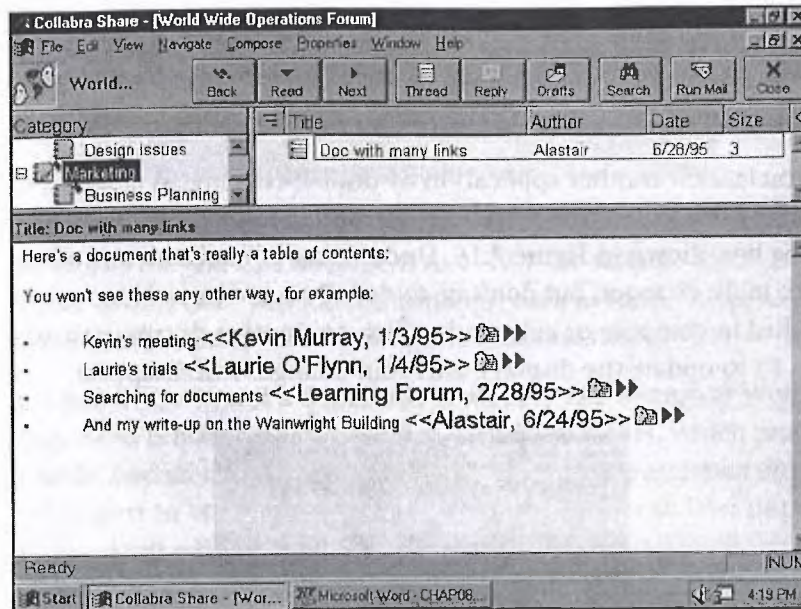 Collabra Share - [World Wide Operations Forum]
File Edit View Navigate Compose Properties Window Help
World...
Back Read Next Thread Reply Drafts Search Run Mail Close
Category
Title Author Date Size
Design issues
Marketing
Business Planning
Doc with many links Alastair 6/28/95 3
Title: Doc with many links
Here's a document that's really a table of contents:
You won't see these any other way, for example:
• Kevin's meeting <<Kevin Murray, 1/3/95>>
• Laurie's trials <<Laurie O'Flynn, 1/4/95>>
• Searching for documents <<Learning Forum, 2/28/95>>
• And my write-up on the Wainwright Building <<Alastair, 6/24/95>>
Ready NUM
Start Collabra Share - [Wor... Microsoft Word - CHAP08... 4:19 PM